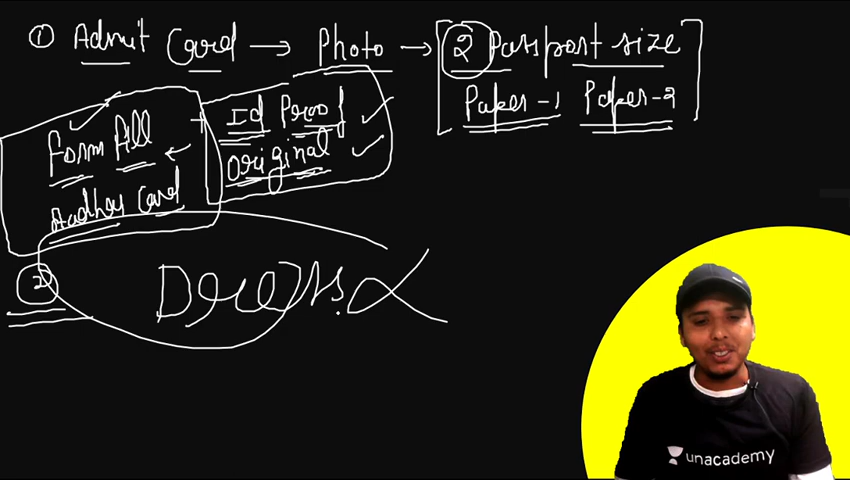 ① Admit Card → Photo → [② Passport size
Paper-1 Paper-2]
Form fill ← + Id Proof ✓
Aadhar Card Original ✓
②
unacademy